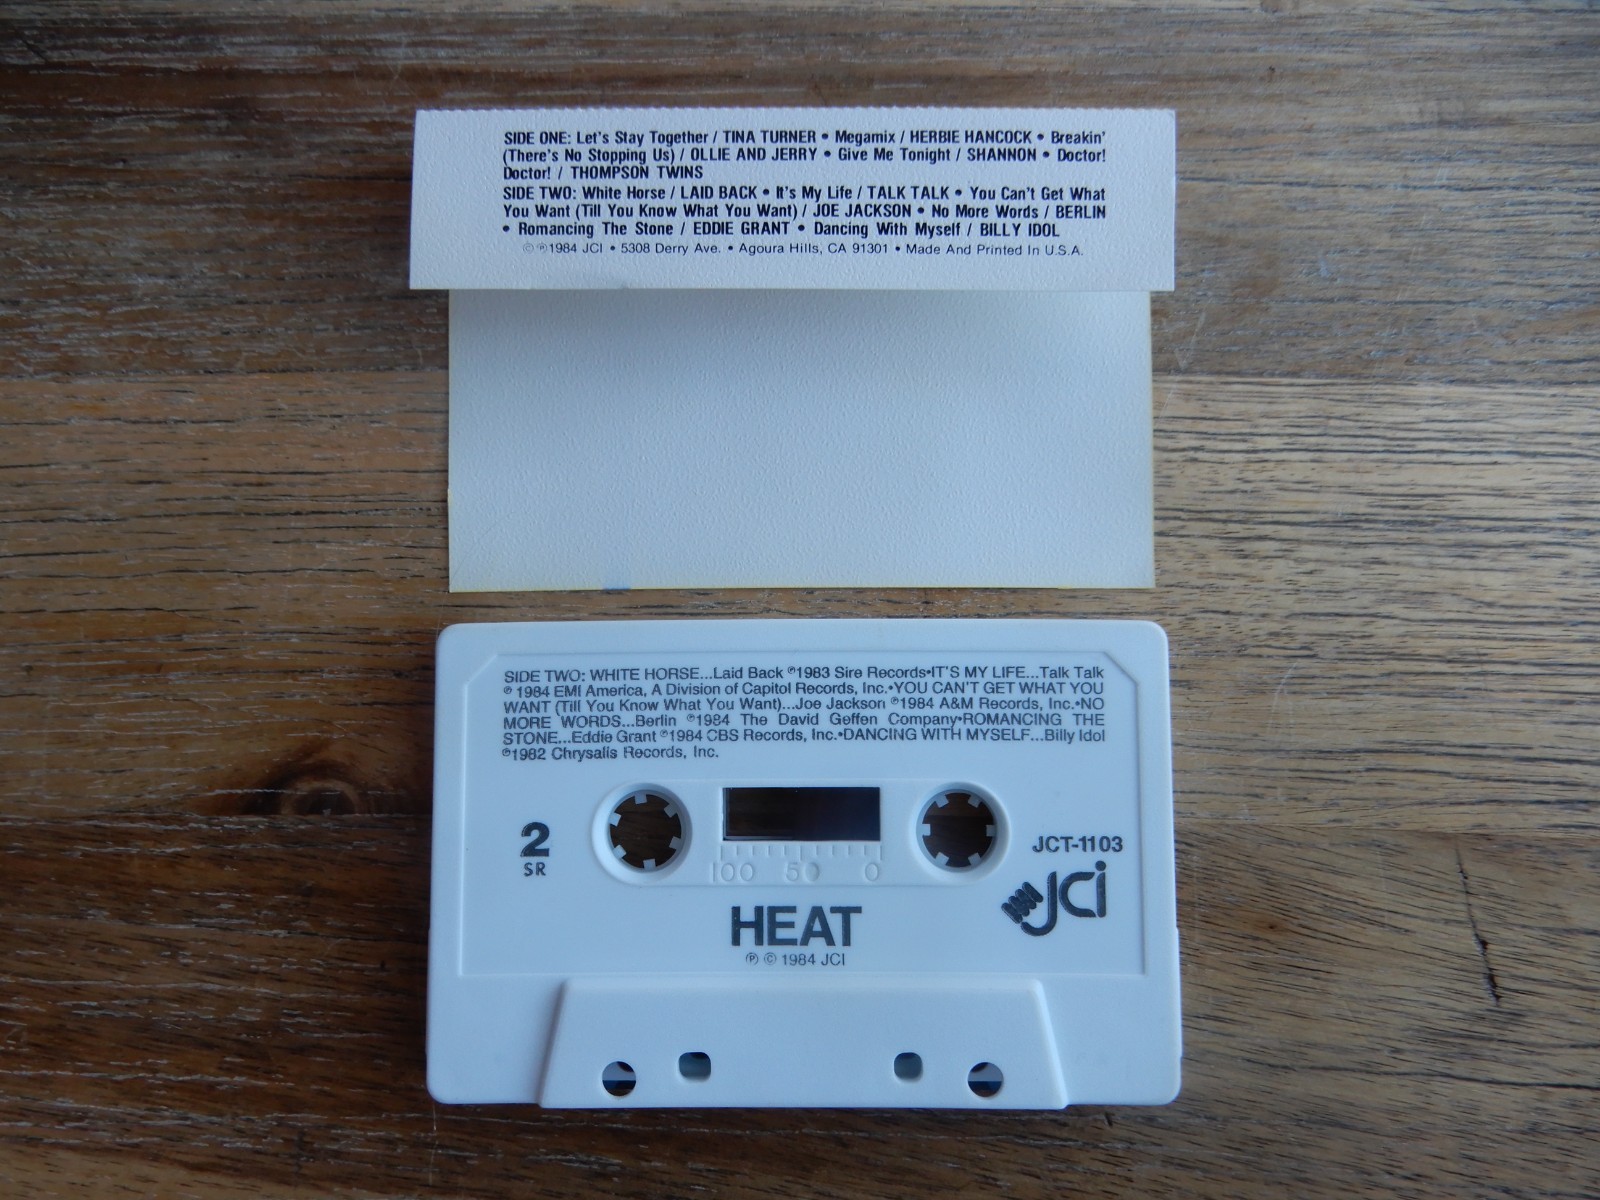 SIDE ONE: Let's Stay Together / TINA TURNER • Megamix / HERBIE HANCOCK • Breakin'
(There's No Stopping Us) / OLLIE AND JERRY • Give Me Tonight / SHANNON • Doctor!
Doctor! / THOMPSON TWINS
SIDE TWO: White Horse / LAID BACK • It's My Life / TALK TALK • You Can't Get What
You Want (Till You Know What You Want) / JOE JACKSON • No More Words / BERLIN
• Romancing The Stone / EDDIE GRANT • Dancing With Myself / BILLY IDOL
© ℗1984 JCI • 5308 Derry Ave. • Agoura Hills, CA 91301 • Made And Printed In U.S.A.
SIDE TWO: WHITE HORSE...Laid Back ℗1983 Sire Records•IT'S MY LIFE...Talk Talk
℗ 1984 EMI America, A Division of Capitol Records, Inc.•YOU CAN'T GET WHAT YOU
WANT (Till You Know What You Want)...Joe Jackson ℗1984 A&M Records, Inc.•NO
MORE WORDS...Berlin ℗1984 The David Geffen Company•ROMANCING THE
STONE...Eddie Grant ℗1984 CBS Records, Inc.•DANCING WITH MYSELF...Billy Idol
℗1982 Chrysalis Records, Inc.
2
SR
100 50 0
JCT-1103
JCi
HEAT
℗ © 1984 JCI